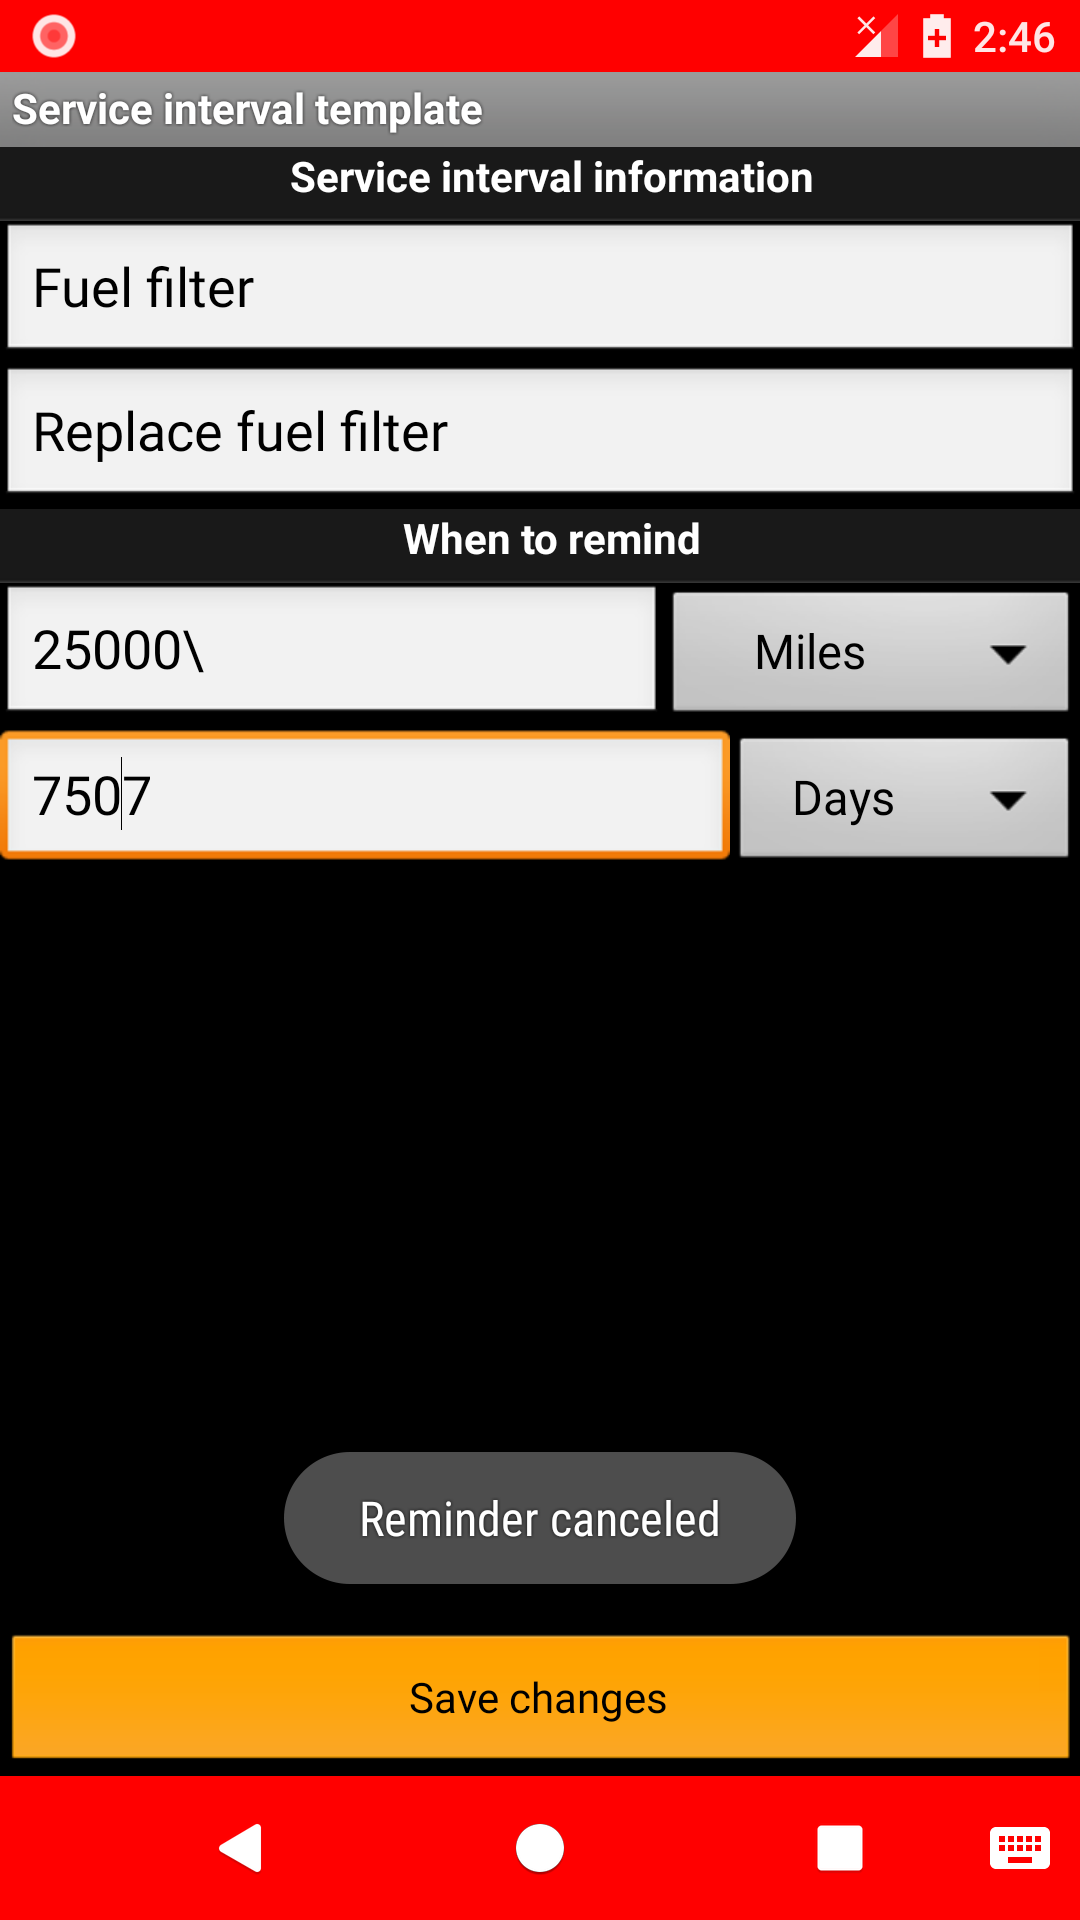 2:46
Service interval template
Service interval information
Fuel filter
Replace fuel filter
When to remind
25000\ Miles
7507 Days
Reminder canceled
Save changes